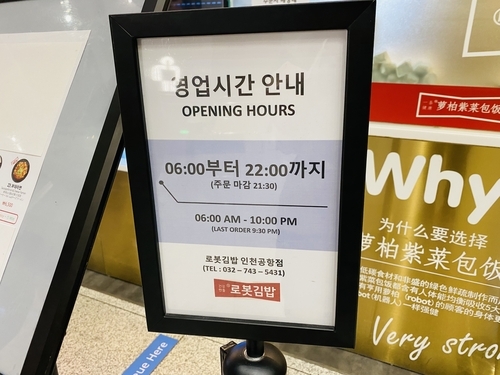 영업시간 안내
OPENING HOURS
06:00부터 22:00까지
(주문 마감 21:30)
06:00 AM - 10:00 PM
(LAST ORDER 9:30 PM)
로봇김밥 인천공항점
(TEL : 032 – 743 – 5431)
로봇김밥
萝柏紫菜包饭
Why
为什么要选择
萝柏紫菜包饭
Very stro
ue Here